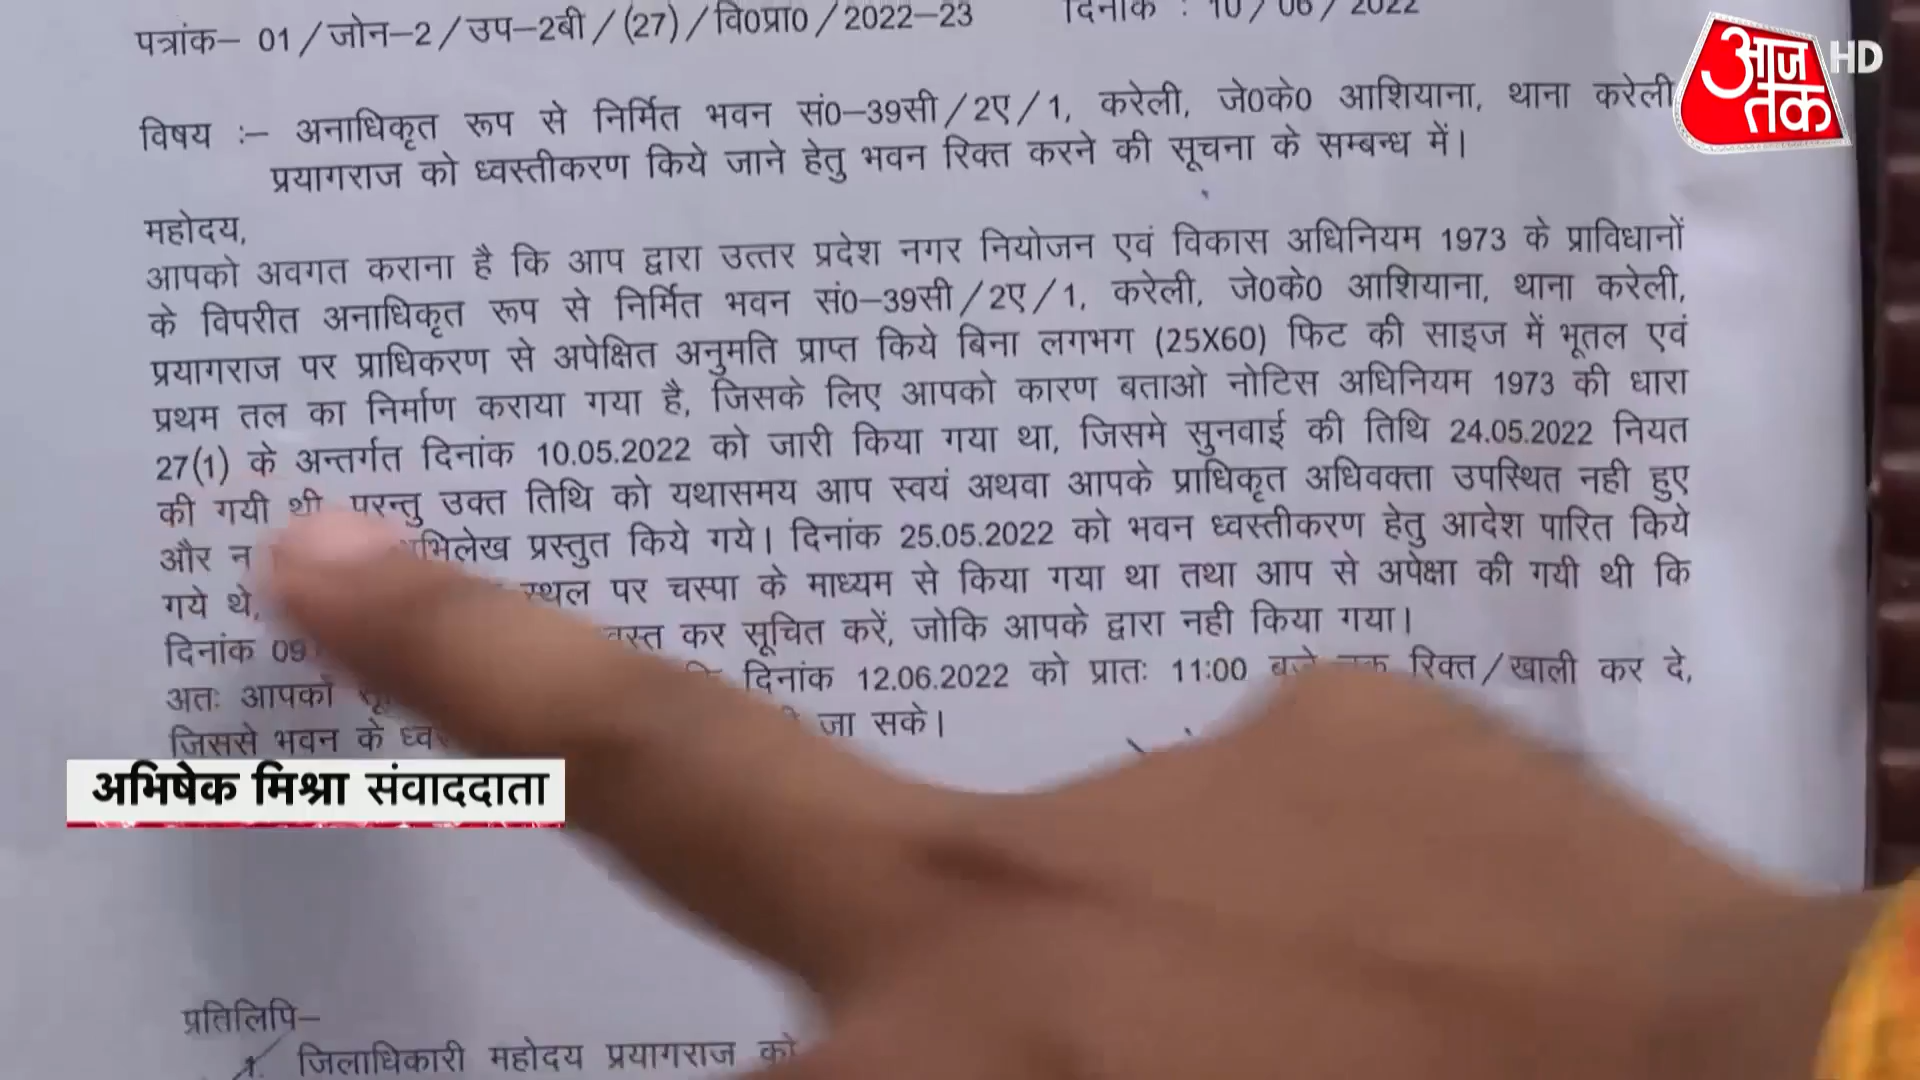 पत्रांक– 01/जोन–2/उप–2बी/(27)/वि0प्रा0/2022–23 दिनांक : 10/06/2022
आज तक HD
विषय :– अनाधिकृत रूप से निर्मित भवन सं0–39सी/2ए/1, करेली, जे0के0 आशियाना, थाना करेली
प्रयागराज को ध्वस्तीकरण किये जाने हेतु भवन रिक्त करने की सूचना के सम्बन्ध में।
महोदय,
आपको अवगत कराना है कि आप द्वारा उत्तर प्रदेश नगर नियोजन एवं विकास अधिनियम 1973 के प्राविधानों
के विपरीत अनाधिकृत रूप से निर्मित भवन सं0–39सी/2ए/1, करेली, जे0के0 आशियाना, थाना करेली,
प्रयागराज पर प्राधिकरण से अपेक्षित अनुमति प्राप्त किये बिना लगभग (25X60) फिट की साइज में भूतल एवं
प्रथम तल का निर्माण कराया गया है, जिसके लिए आपको कारण बताओ नोटिस अधिनियम 1973 की धारा
27(1) के अन्तर्गत दिनांक 10.05.2022 को जारी किया गया था, जिसमे सुनवाई की तिथि 24.05.2022 नियत
की गयी थी परन्तु उक्त तिथि को यथासमय आप स्वयं अथवा आपके प्राधिकृत अधिवक्ता उपस्थित नही हुए
और न अभिलेख प्रस्तुत किये गये। दिनांक 25.05.2022 को भवन ध्वस्तीकरण हेतु आदेश पारित किये
गये थे, स्थल पर चस्पा के माध्यम से किया गया था तथा आप से अपेक्षा की गयी थी कि
दिनांक 09 कर सूचित करें, जोकि आपके द्वारा नही किया गया।
अतः आपको दिनांक 12.06.2022 को प्रातः 11:00 बजे तक रिक्त/खाली कर दे,
जिससे भवन के जा सके।
अभिषेक मिश्रा संवाददाता
प्रतिलिपि–
1. जिलाधिकारी महोदय प्रयागराज को